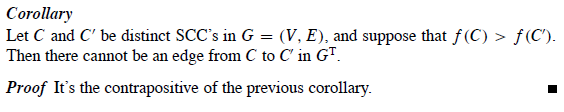 Corollary
Let C and C′ be distinct SCC's in G = (V, E), and suppose that f(C) > f(C′).
Then there cannot be an edge from C to C′ in Gᵀ.
Proof It's the contrapositive of the previous corollary. ■